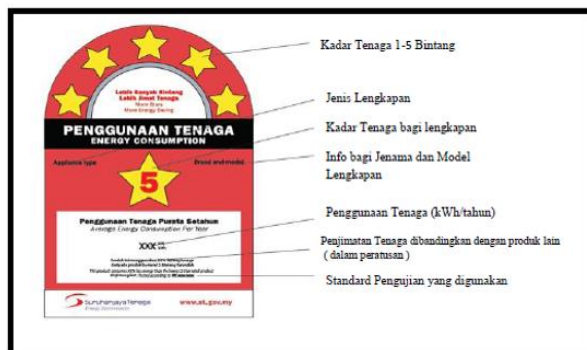 Kadar Tenaga 1-5 Bintang
Lebih Banyak Bintang
Lebih Jimat Tenaga
More Stars
More Energy Saving
Jenis Lengkapan
PENGGUNAAN TENAGA
ENERGY CONSUMPTION
Kadar Tenaga bagi lengkapan
Appliance type
Brand and model
Info bagi Jenama dan Model
Lengkapan
5
Penggunaan Tenaga Purata Setahun
Average Energy Consumption Per Year
Penggunaan Tenaga (kWh/tahun)
XXX
Penjimatan Tenaga dibandingkan dengan produk lain
( dalam peratusan )
Standard Pengujian yang digunakan
Suruhanjaya Tenaga
Energy Commission
www.st.gov.my